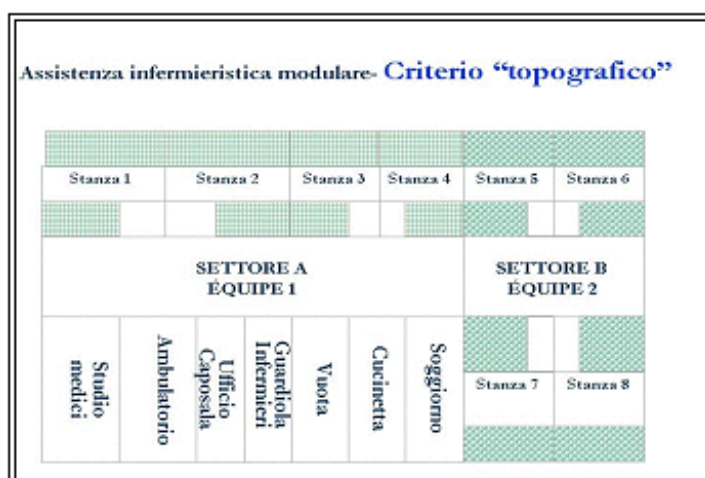 Assistenza infermieristica modulare- Criterio “topografico”
Stanza 1
Stanza 2
Stanza 3
Stanza 4
Stanza 5
Stanza 6
SETTORE A
ÉQUIPE 1
SETTORE B
ÉQUIPE 2
Studio
medici
Ambulatorio
Ufficio
Caposala
Guardiola
Infermieri
Vuota
Cucinetta
Soggiorno
Stanza 7
Stanza 8